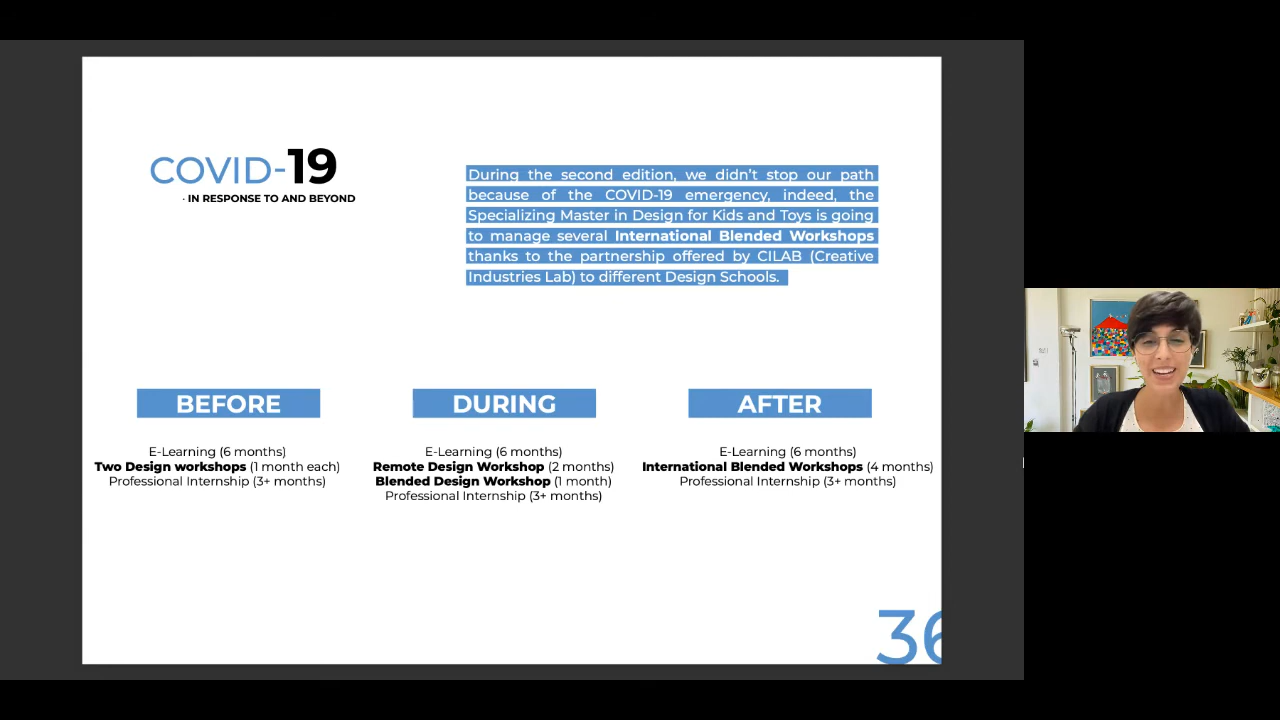 COVID-19
· IN RESPONSE TO AND BEYOND
During the second edition, we didn't stop our path
because of the COVID-19 emergency, indeed, the
Specializing Master in Design for Kids and Toys is going
to manage several International Blended Workshops
thanks to the partnership offered by CILAB (Creative
Industries Lab) to different Design Schools.
BEFORE
E-Learning (6 months)
Two Design workshops (1 month each)
Professional Internship (3+ months)
DURING
E-Learning (6 months)
Remote Design Workshop (2 months)
Blended Design Workshop (1 month)
Professional Internship (3+ months)
AFTER
E-Learning (6 months)
International Blended Workshops (4 months)
Professional Internship (3+ months)
36